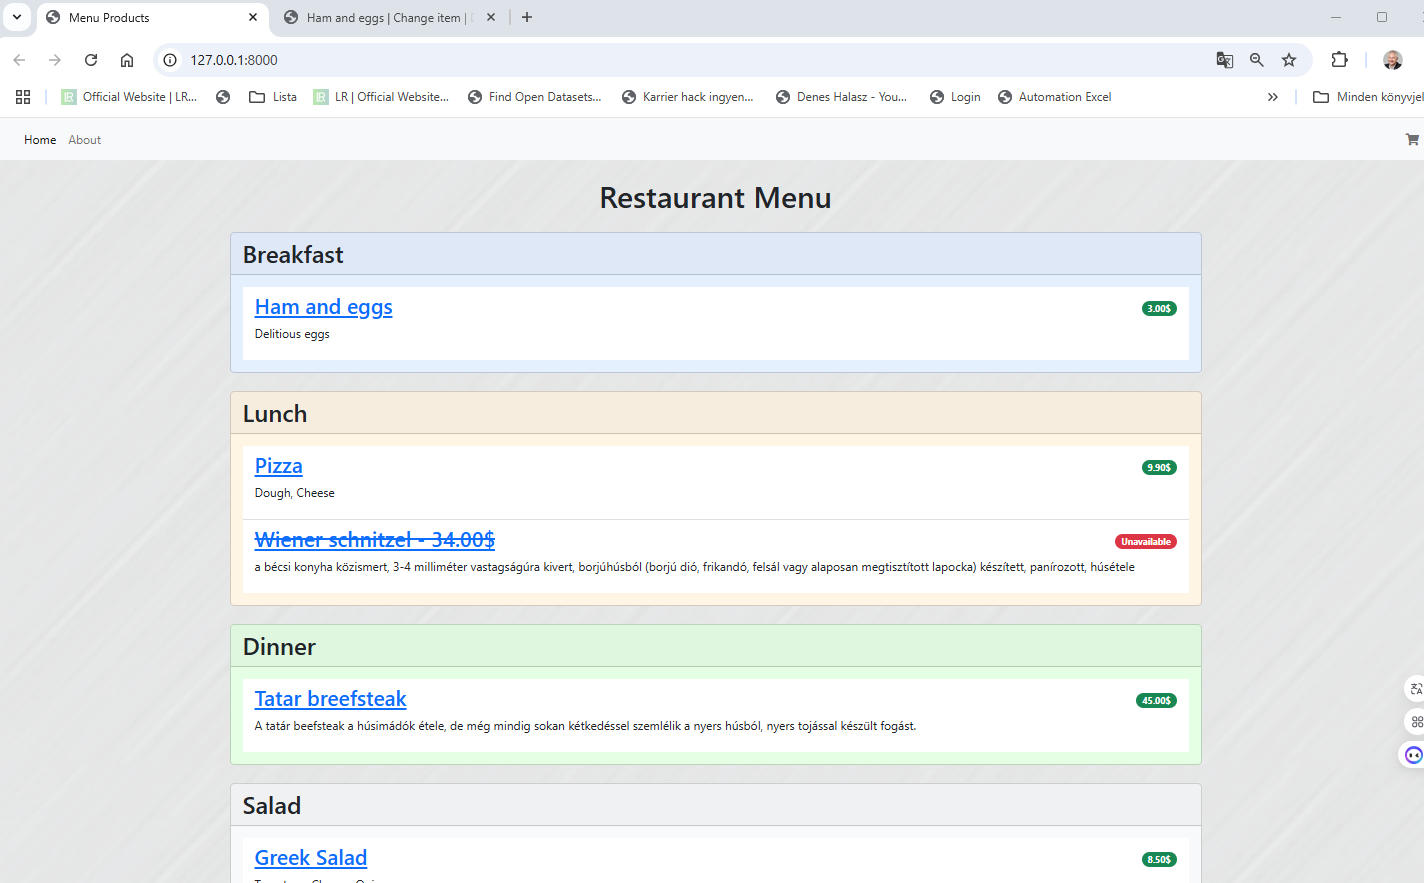 Menu Products
Ham and eggs | Change item |
127.0.0.1:8000
Official Website | LR...
Lista
LR | Official Website...
Find Open Datasets...
Karrier hack ingyen...
Denes Halasz - You...
Login
Automation Excel
Minden könyvjel
Home About
Restaurant Menu
Breakfast
Ham and eggs 3.00$
Delitious eggs
Lunch
Pizza 9.90$
Dough, Cheese
Wiener schnitzel - 34.00$ Unavailable
a bécsi konyha közismert, 3-4 milliméter vastagságúra kivert, borjúhúsból (borjú dió, frikandó, felsál vagy alaposan megtisztított lapocka) készített, panírozott, húsétele
Dinner
Tatar breefsteak 45.00$
A tatár beefsteak a húsimádók étele, de még mindig sokan kétkedéssel szemlélik a nyers húsból, nyers tojással készült fogást.
Salad
Greek Salad 8.50$